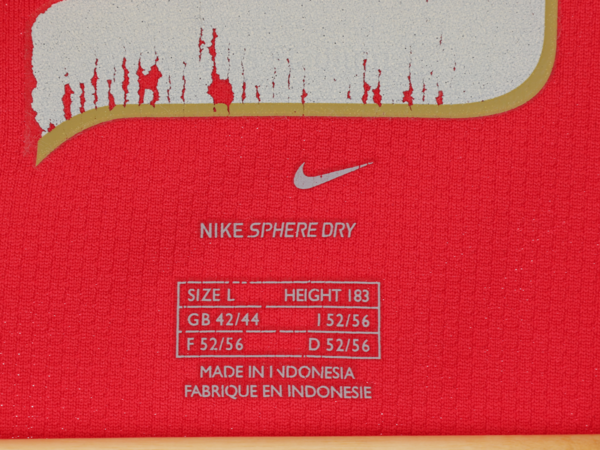 NIKE SPHERE DRY
SIZE L HEIGHT 183
GB 42/44 I 52/56
F 52/56 D 52/56
MADE IN INDONESIA
FABRIQUE EN INDONESIE